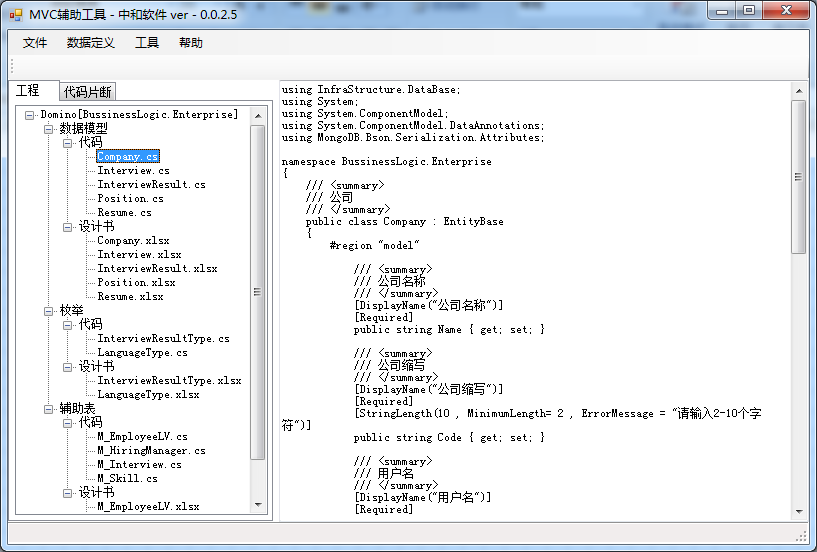 MVC辅助工具 - 中和软件 ver - 0.0.2.5
文件 数据定义 工具 帮助
工程 代码片断
Domino[BussinessLogic.Enterprise]
数据模型
代码
Company.cs
Interview.cs
InterviewResult.cs
Position.cs
Resume.cs
设计书
Company.xlsx
Interview.xlsx
InterviewResult.xlsx
Position.xlsx
Resume.xlsx
枚举
代码
InterviewResultType.cs
LanguageType.cs
设计书
InterviewResultType.xlsx
LanguageType.xlsx
辅助表
代码
M_EmployeeLV.cs
M_HiringManager.cs
M_Interview.cs
M_Skill.cs
设计书
M_EmployeeLV.xlsx
using InfraStructure.DataBase;
using System;
using System.ComponentModel;
using System.ComponentModel.DataAnnotations;
using MongoDB.Bson.Serialization.Attributes;
namespace BussinessLogic.Enterprise
{
/// <summary>
/// 公司
/// </summary>
public class Company : EntityBase
{
#region "model"
/// <summary>
/// 公司名称
/// </summary>
[DisplayName("公司名称")]
[Required]
public string Name { get; set; }
/// <summary>
/// 公司缩写
/// </summary>
[DisplayName("公司缩写")]
[Required]
[StringLength(10 , MinimumLength= 2 , ErrorMessage = "请输入2-10个字
符")]
public string Code { get; set; }
/// <summary>
/// 用户名
/// </summary>
[DisplayName("用户名")]
[Required]